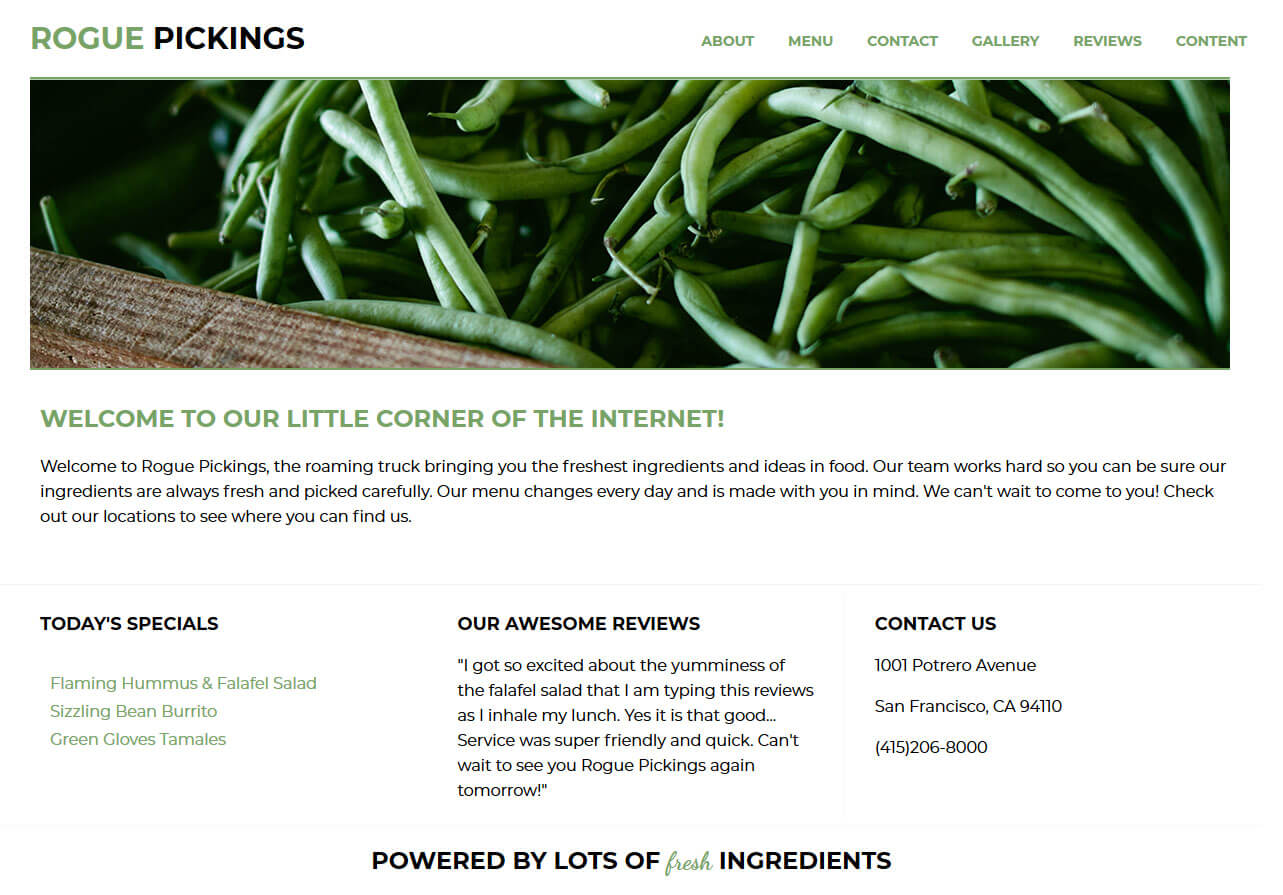 ROGUE PICKINGS
ABOUT MENU CONTACT GALLERY REVIEWS CONTENT
WELCOME TO OUR LITTLE CORNER OF THE INTERNET!
Welcome to Rogue Pickings, the roaming truck bringing you the freshest ingredients and ideas in food. Our team works hard so you can be sure our
ingredients are always fresh and picked carefully. Our menu changes every day and is made with you in mind. We can't wait to come to you! Check
out our locations to see where you can find us.
TODAY'S SPECIALS
Flaming Hummus & Falafel Salad
Sizzling Bean Burrito
Green Gloves Tamales
OUR AWESOME REVIEWS
"I got so excited about the yumminess of
the falafel salad that I am typing this reviews
as I inhale my lunch. Yes it is that good...
Service was super friendly and quick. Can't
wait to see you Rogue Pickings again
tomorrow!"
CONTACT US
1001 Potrero Avenue
San Francisco, CA 94110
(415)206-8000
POWERED BY LOTS OF fresh INGREDIENTS